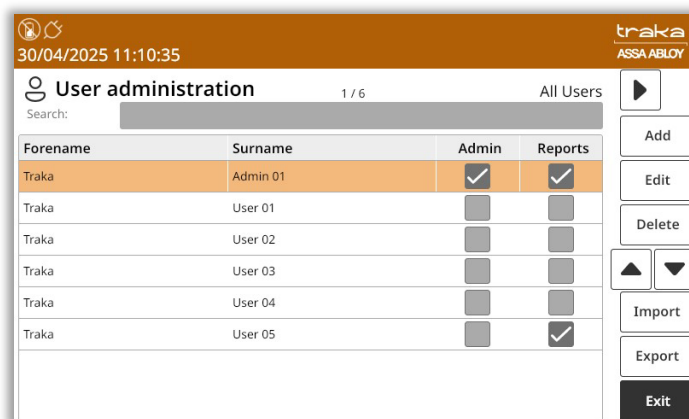 30/04/2025 11:10:35
traka
ASSA ABLOY
User administration 1 / 6 All Users
Search:
Forename Surname Admin Reports
Traka Admin 01
Traka User 01
Traka User 02
Traka User 03
Traka User 04
Traka User 05
Add
Edit
Delete
Import
Export
Exit